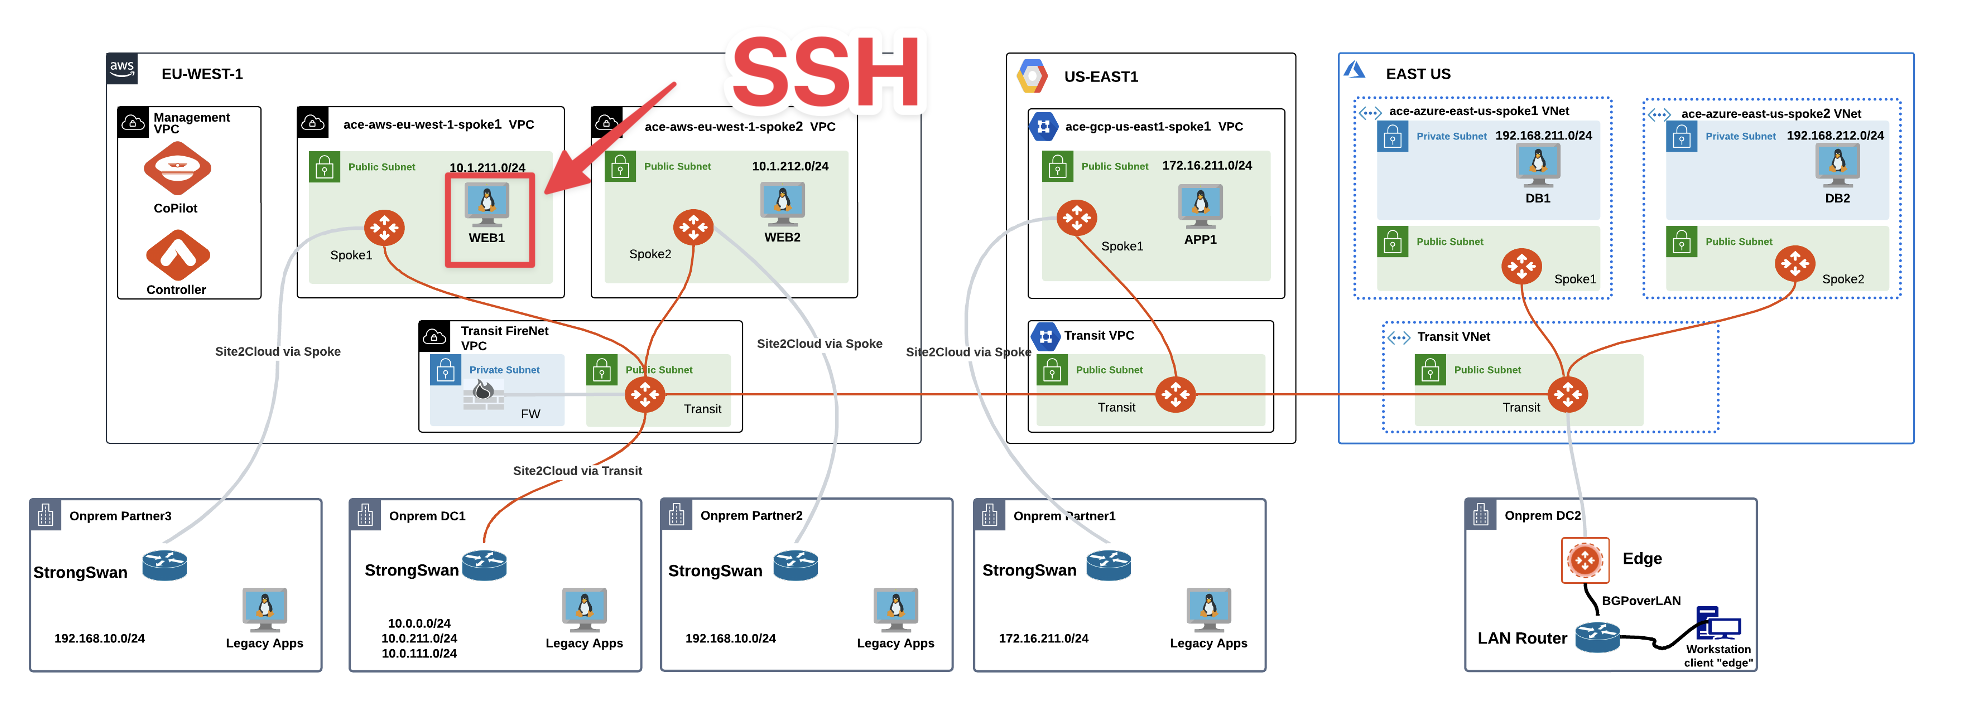 SSH
aws
EU-WEST-1
Management
VPC
CoPilot
Controller
ace-aws-eu-west-1-spoke1 VPC
Public Subnet
10.1.211.0/24
WEB1
Spoke1
ace-aws-eu-west-1-spoke2 VPC
Public Subnet
10.1.212.0/24
WEB2
Spoke2
Transit FireNet
VPC
Private Subnet
FW
Public Subnet
Transit
US-EAST1
ace-gcp-us-east1-spoke1 VPC
Public Subnet
172.16.211.0/24
APP1
Spoke1
Transit VPC
Public Subnet
Transit
EAST US
ace-azure-east-us-spoke1 VNet
Private Subnet
192.168.211.0/24
DB1
Public Subnet
Spoke1
ace-azure-east-us-spoke2 VNet
Private Subnet
192.168.212.0/24
DB2
Public Subnet
Spoke2
Transit VNet
Public Subnet
Transit
Site2Cloud via Spoke
Site2Cloud via Spoke
Site2Cloud via Spoke
Site2Cloud via Transit
Onprem Partner3
StrongSwan
192.168.10.0/24
Legacy Apps
Onprem DC1
StrongSwan
10.0.0.0/24
10.0.211.0/24
10.0.111.0/24
Legacy Apps
Onprem Partner2
StrongSwan
192.168.10.0/24
Legacy Apps
Onprem Partner1
StrongSwan
172.16.211.0/24
Legacy Apps
Onprem DC2
Edge
BGPoverLAN
LAN Router
Workstation
client "edge"